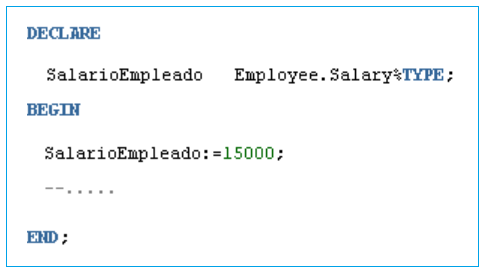 DECLARE
SalarioEmpleado Employee.Salary%TYPE;
BEGIN
SalarioEmpleado:=15000;
--.....
END;